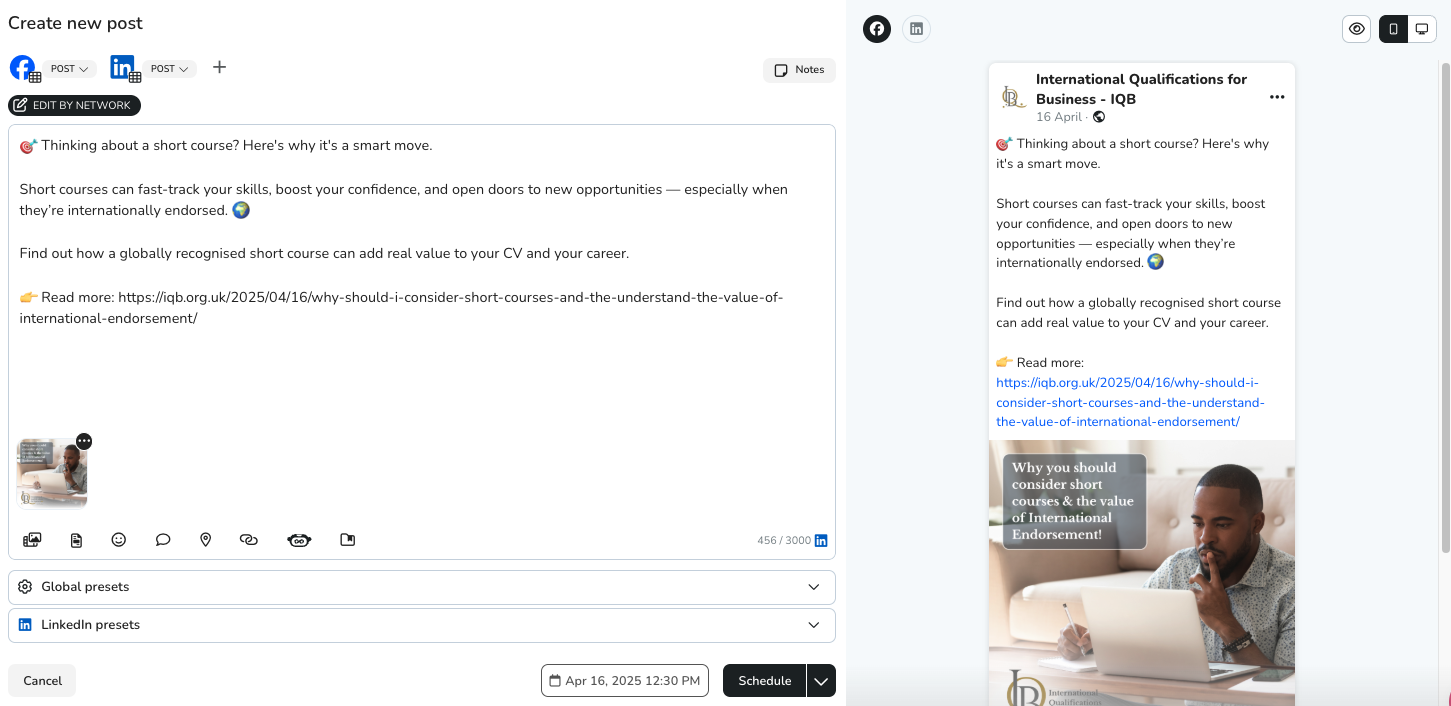 Create new post
POST
POST
Notes
EDIT BY NETWORK
🎯 Thinking about a short course? Here's why it's a smart move.
Short courses can fast-track your skills, boost your confidence, and open doors to new opportunities — especially when
they’re internationally endorsed. 🌍
Find out how a globally recognised short course can add real value to your CV and your career.
👉 Read more: https://iqb.org.uk/2025/04/16/why-should-i-consider-short-courses-and-the-understand-the-value-of-
international-endorsement/
456 / 3000
Global presets
LinkedIn presets
Cancel
Apr 16, 2025 12:30 PM
Schedule
International Qualifications for
Business - IQB
16 April ·
🎯 Thinking about a short course? Here's why
it's a smart move.
Short courses can fast-track your skills, boost
your confidence, and open doors to new
opportunities — especially when they’re
internationally endorsed. 🌍
Find out how a globally recognised short course
can add real value to your CV and your career.
👉 Read more:
https://iqb.org.uk/2025/04/16/why-should-i-
consider-short-courses-and-the-understand-
the-value-of-international-endorsement/
Why you should
consider short
courses & the value
of International
Endorsement!
International
Qualifications